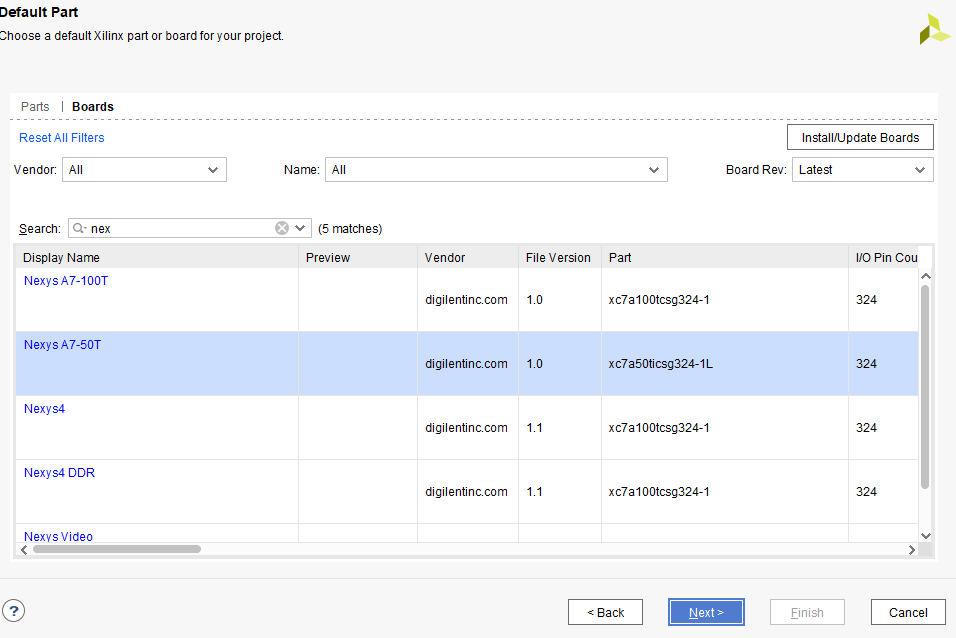 Default Part
Choose a default Xilinx part or board for your project.
Parts | Boards
Reset All Filters
Install/Update Boards
Vendor: All
Name: All
Board Rev: Latest
Search: nex (5 matches)
Display Name Preview Vendor File Version Part I/O Pin Cou
Nexys A7-100T digilentinc.com 1.0 xc7a100tcsg324-1 324
Nexys A7-50T digilentinc.com 1.0 xc7a50ticsg324-1L 324
Nexys4 digilentinc.com 1.1 xc7a100tcsg324-1 324
Nexys4 DDR digilentinc.com 1.1 xc7a100tcsg324-1 324
Nexys Video
? < Back Next > Finish Cancel